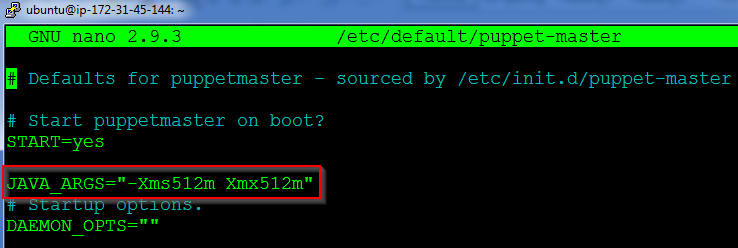 ubuntu@ip-172-31-45-144: ~
GNU nano 2.9.3 /etc/default/puppet-master
# Defaults for puppetmaster - sourced by /etc/init.d/puppet-master
# Start puppetmaster on boot?
START=yes
JAVA_ARGS="-Xms512m Xmx512m"
# Startup options.
DAEMON_OPTS=""